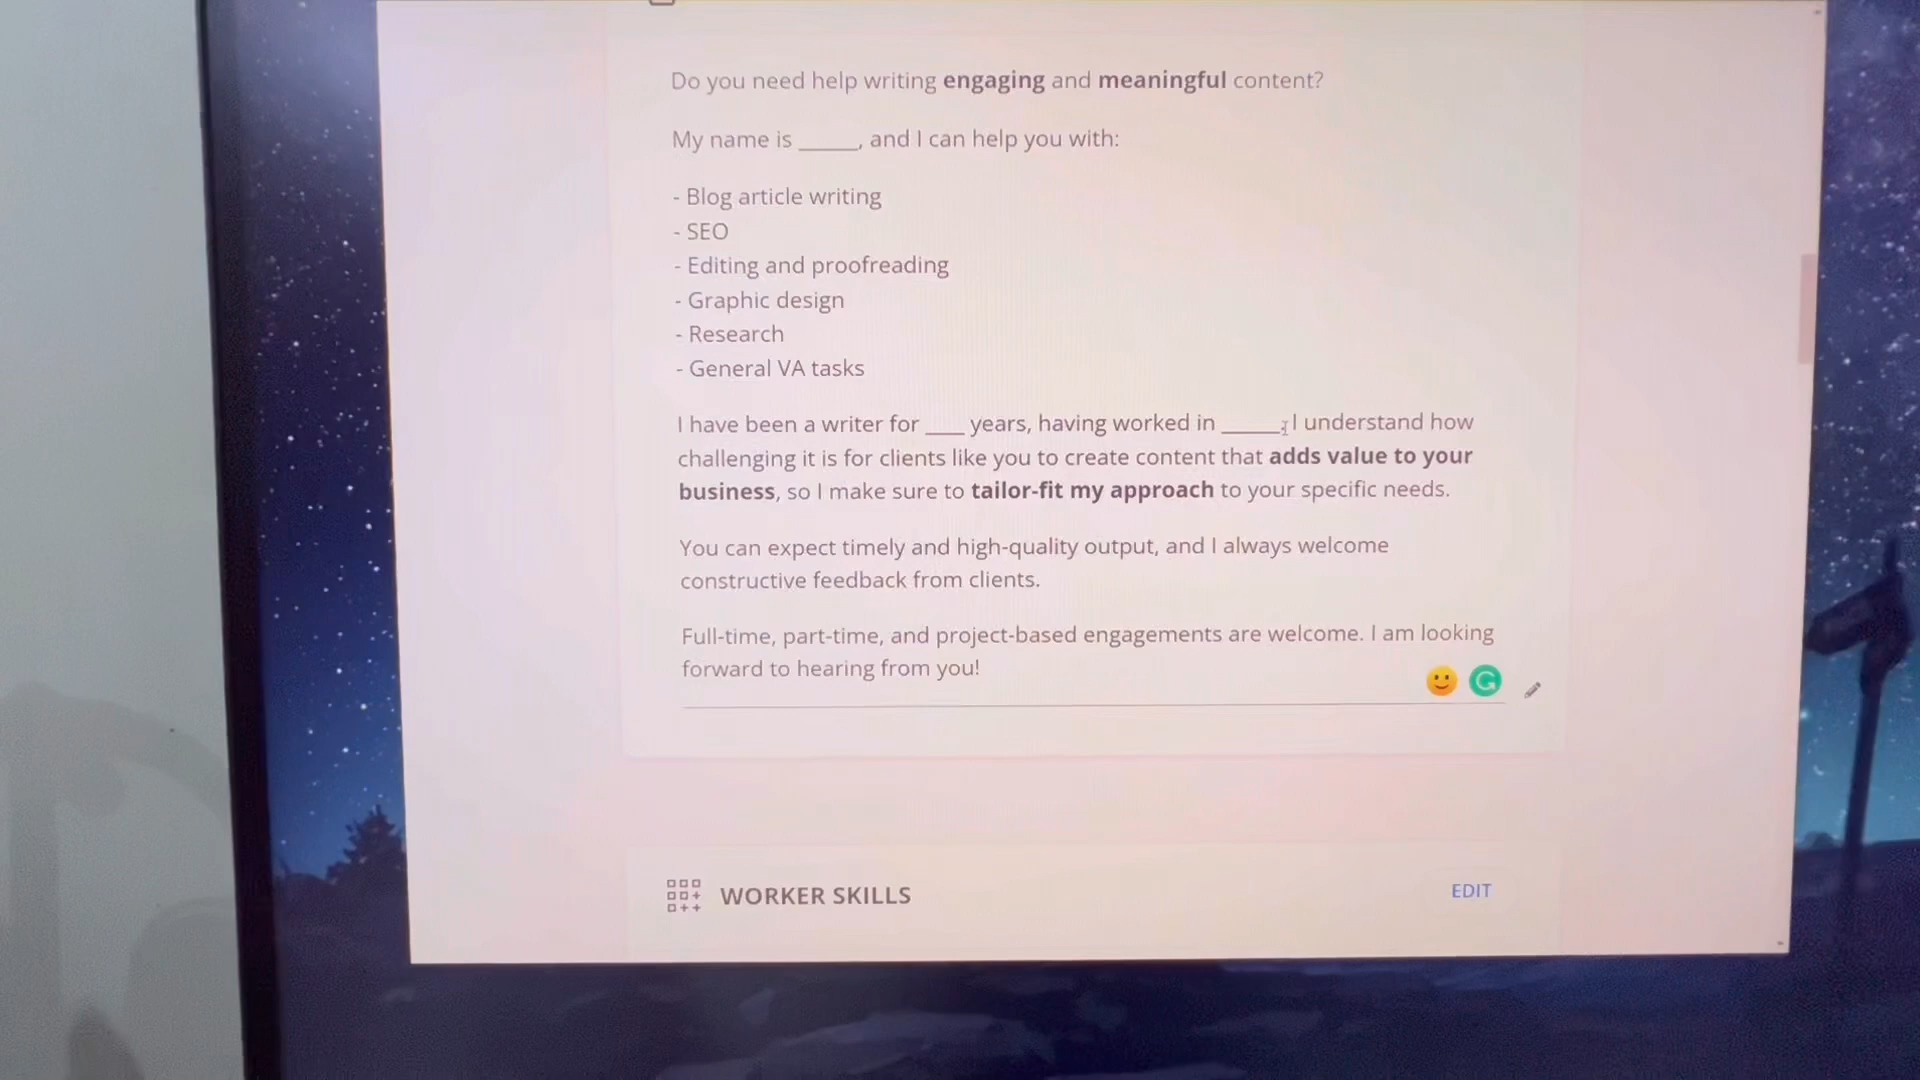 Do you need help writing engaging and meaningful content?
My name is _____, and I can help you with:
- Blog article writing
- SEO
- Editing and proofreading
- Graphic design
- Research
- General VA tasks
I have been a writer for ___ years, having worked in _____. I understand how
challenging it is for clients like you to create content that adds value to your
business, so I make sure to tailor-fit my approach to your specific needs.
You can expect timely and high-quality output, and I always welcome
constructive feedback from clients.
Full-time, part-time, and project-based engagements are welcome. I am looking
forward to hearing from you!
WORKER SKILLS
EDIT